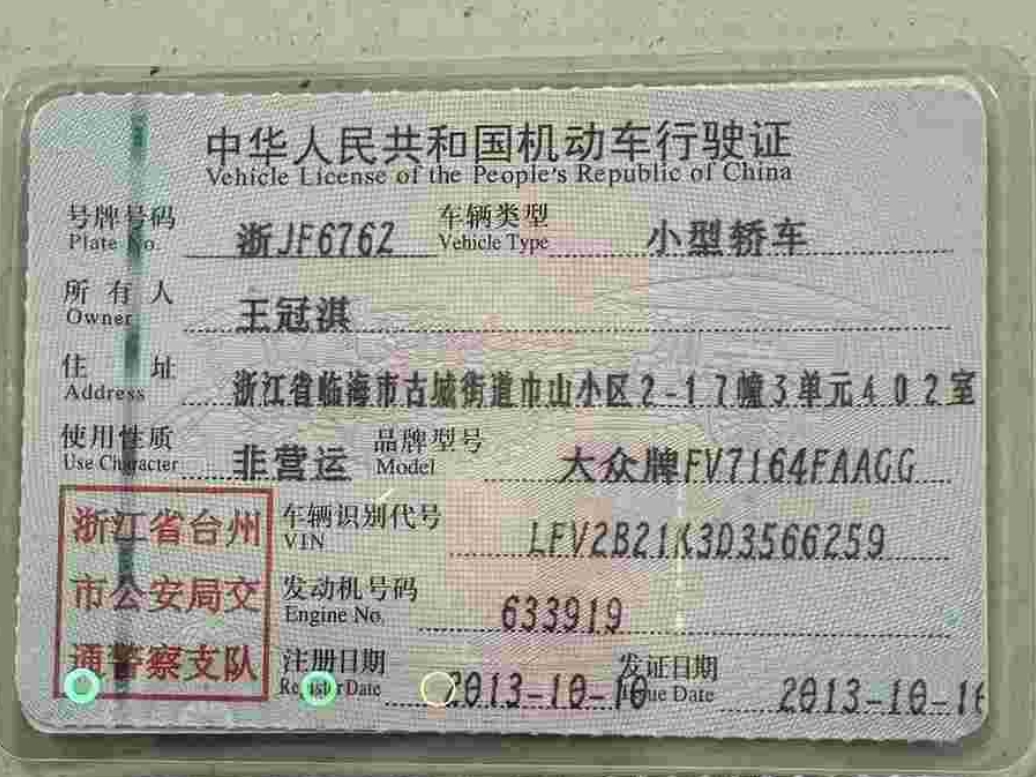 中华人民共和国机动车行驶证
Vehicle License of the People's Republic of China
号牌号码 浙JF6762 车辆类型 小型轿车
Plate No. Vehicle Type
所有人 王冠淇
Owner
住址 浙江省临海市古城街道巾山小区2-17幢3单元402室
Address
使用性质 非营运 品牌型号 大众牌FV7164FAAGG
Use Character Model
浙江省台州
市公安局交
通警察支队
车辆识别代号 LFV2B21K3D3566259
VIN
发动机号码 633919
Engine No.
注册日期 2013-10-16 发证日期 2013-10-16
Register Date Issue Date